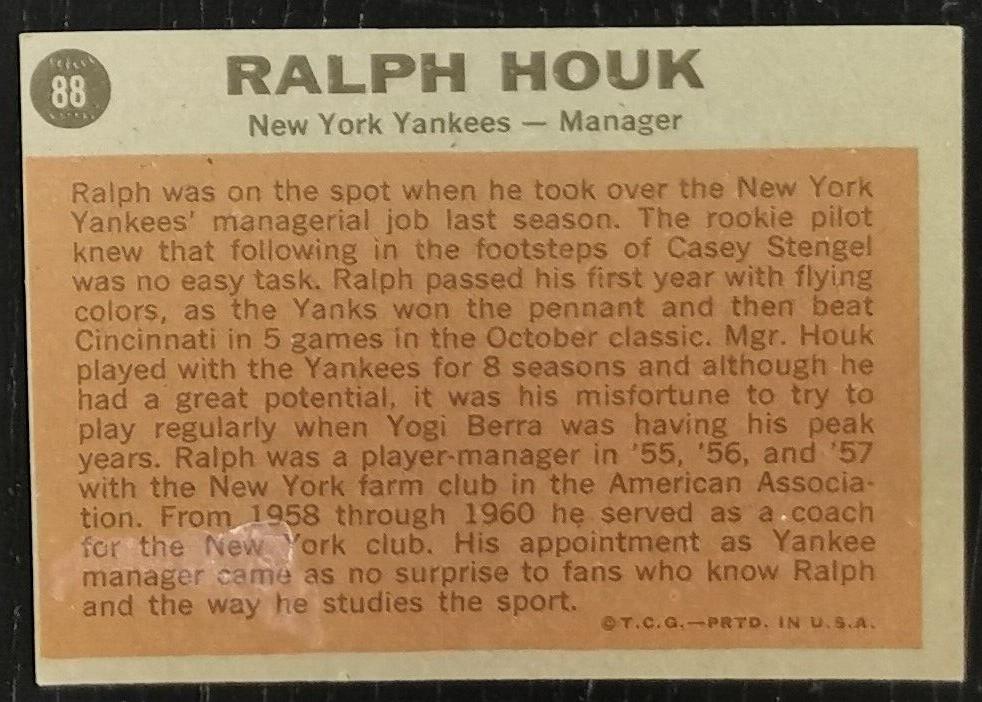 88
RALPH HOUK
New York Yankees — Manager
Ralph was on the spot when he took over the New York
Yankees' managerial job last season. The rookie pilot
knew that following in the footsteps of Casey Stengel
was no easy task. Ralph passed his first year with flying
colors, as the Yanks won the pennant and then beat
Cincinnati in 5 games in the October classic. Mgr. Houk
played with the Yankees for 8 seasons and although he
had a great potential, it was his misfortune to try to
play regularly when Yogi Berra was having his peak
years. Ralph was a player-manager in '55, '56, and '57
with the New York farm club in the American Associa-
tion. From 1958 through 1960 he served as a coach
for the New York club. His appointment as Yankee
manager came as no surprise to fans who know Ralph
and the way he studies the sport.
©T.C.G.—PRTD. IN U.S.A.